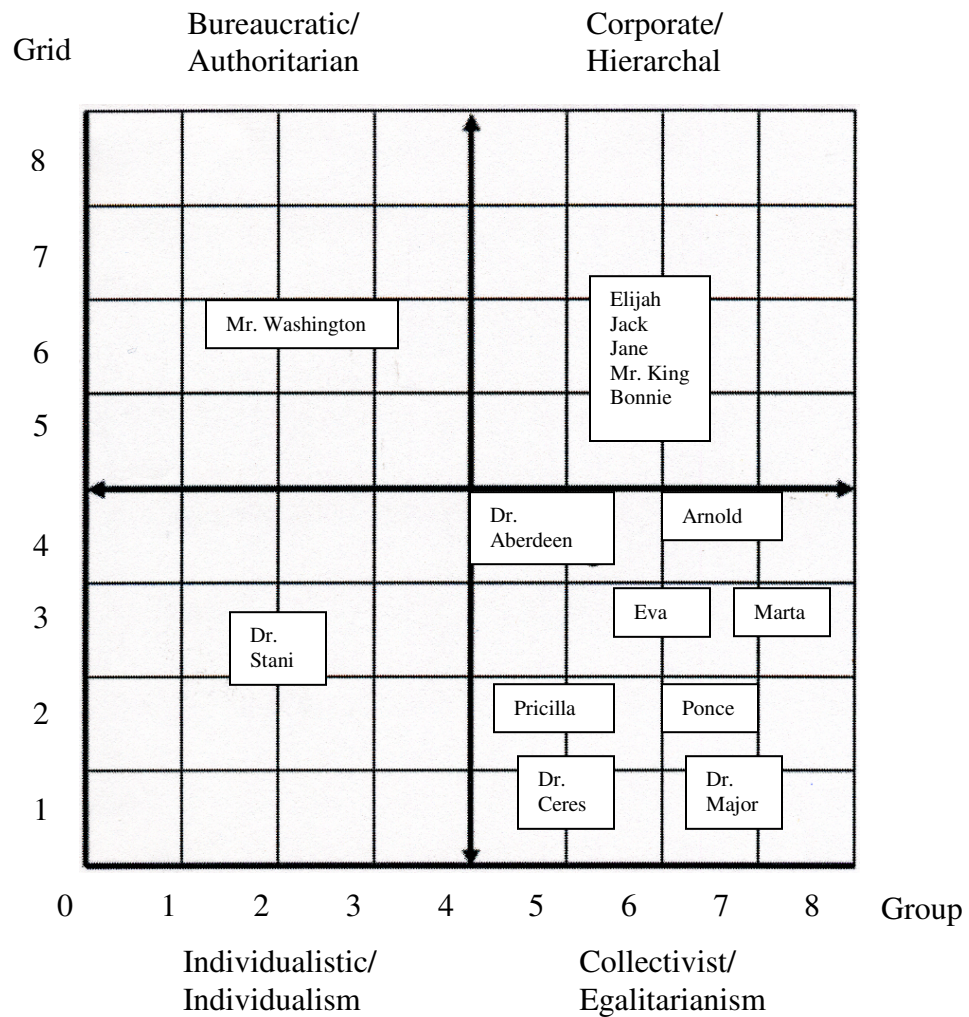 Bureaucratic/
Authoritarian
Corporate/
Hierarchal
Grid
8
7
6
5
4
3
2
1
Mr. Washington
Elijah
Jack
Jane
Mr. King
Bonnie
Dr.
Aberdeen
Arnold
Eva
Marta
Dr.
Stani
Pricilla
Ponce
Dr.
Ceres
Dr.
Major
0 1 2 3 4 5 6 7 8 Group
Individualistic/
Individualism
Collectivist/
Egalitarianism